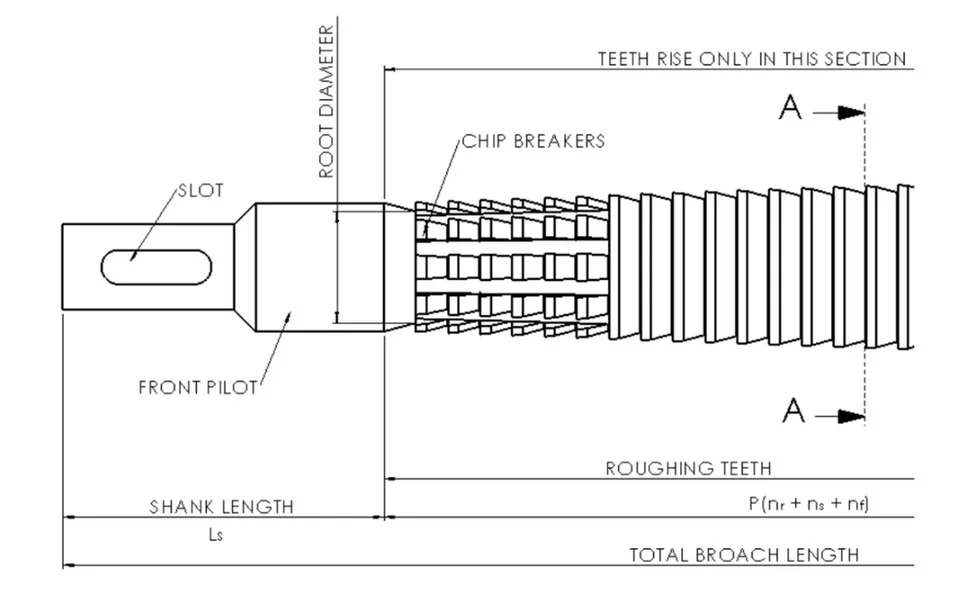 ROOT DIAMETER
TEETH RISE ONLY IN THIS SECTION
A
CHIP BREAKERS
SLOT
FRONT PILOT
A
ROUGHING TEETH
SHANK LENGTH
P(nr + ns + nf)
Ls
TOTAL BROACH LENGTH